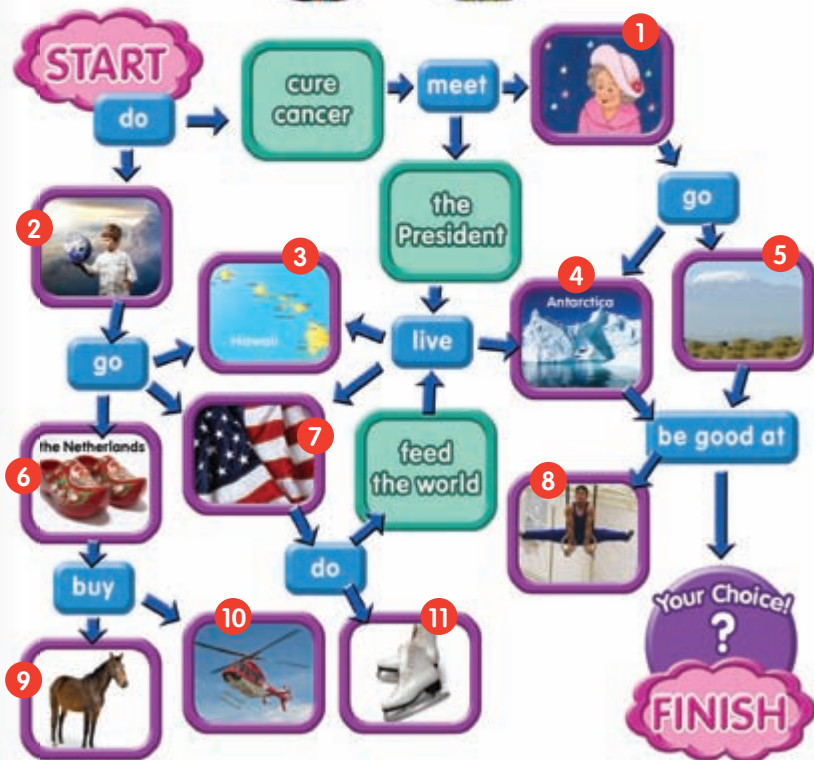 START
1
cure
cancer
meet
do
go
2
the
President
3
4
5
Antarctica
Hawaii
live
go
7
the Netherlands
be good at
6
feed
the world
8
do
buy
Your Choice!
?
10
11
9
FINISH